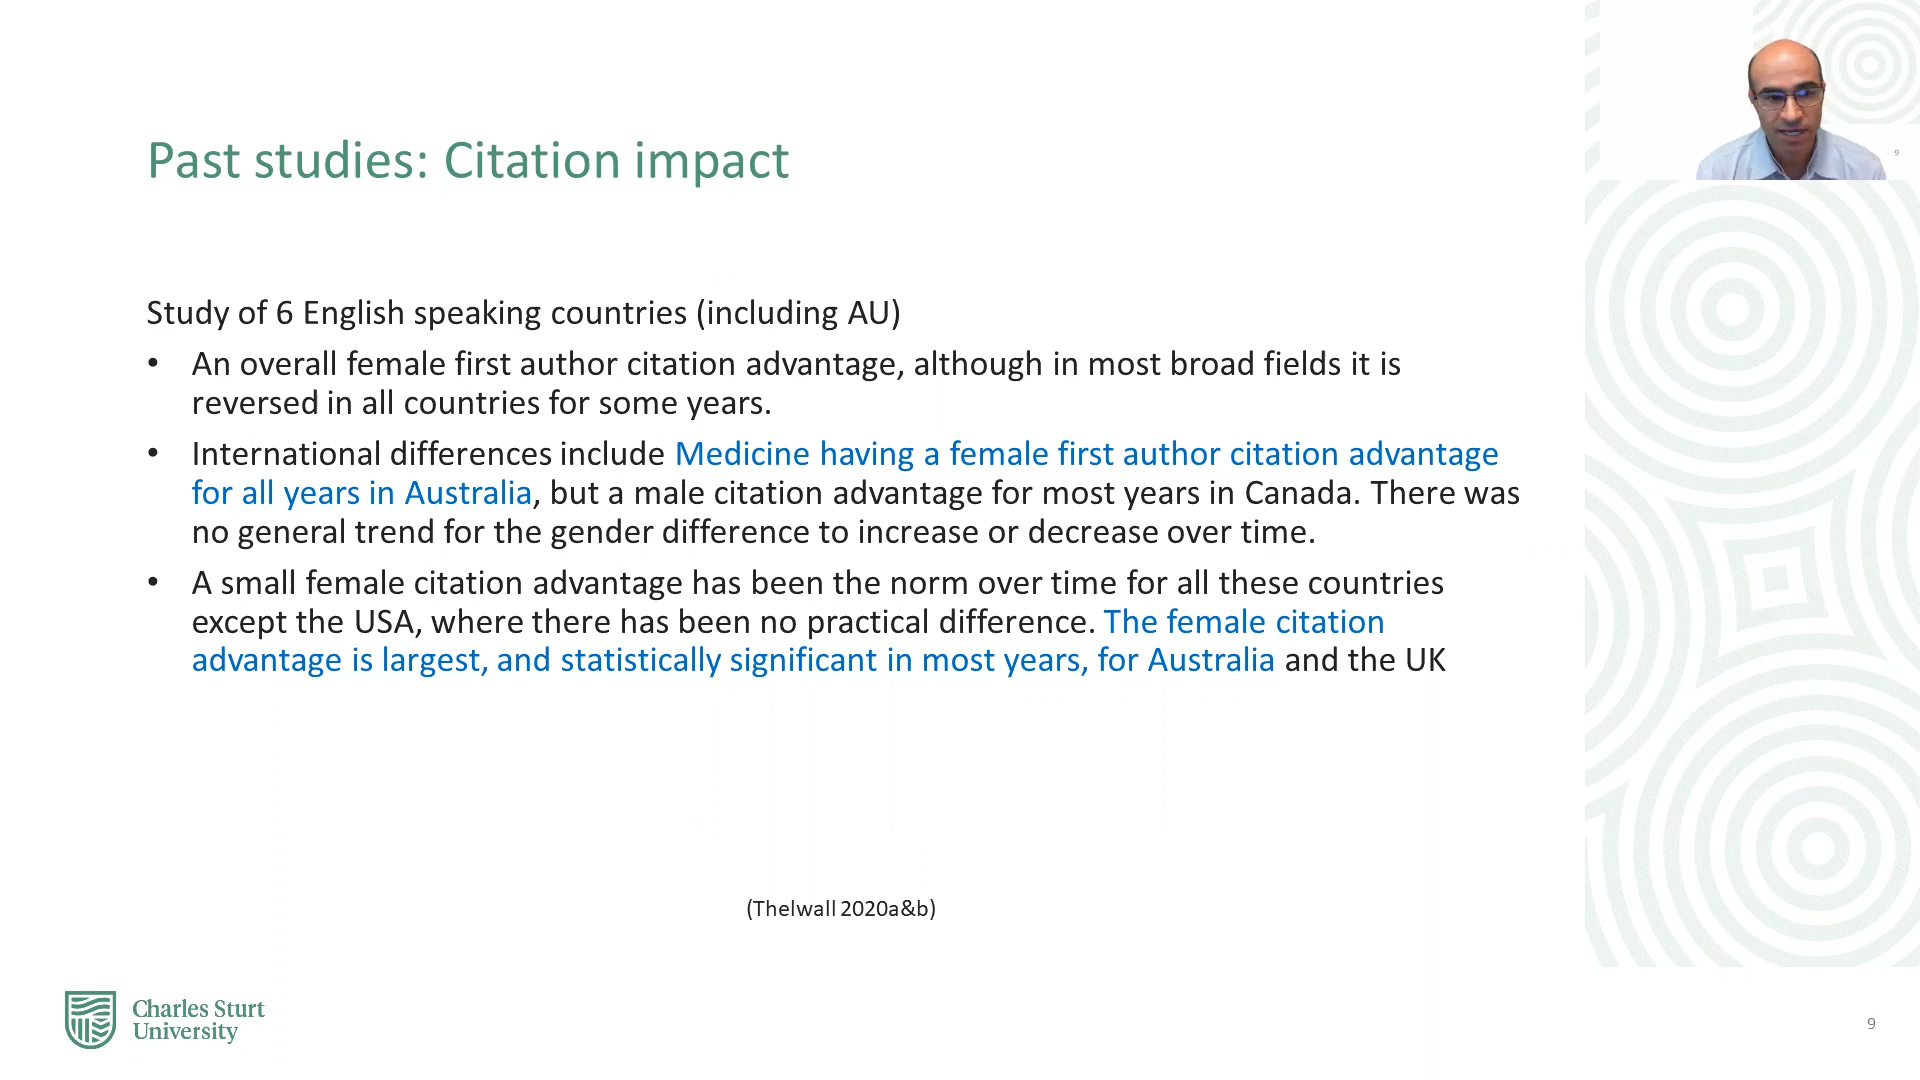 Past studies: Citation impact
9
Study of 6 English speaking countries (including AU)
• An overall female first author citation advantage, although in most broad fields it is
reversed in all countries for some years.
• International differences include Medicine having a female first author citation advantage
for all years in Australia, but a male citation advantage for most years in Canada. There was
no general trend for the gender difference to increase or decrease over time.
• A small female citation advantage has been the norm over time for all these countries
except the USA, where there has been no practical difference. The female citation
advantage is largest, and statistically significant in most years, for Australia and the UK
(Thelwall 2020a&b)
Charles Sturt
University
9